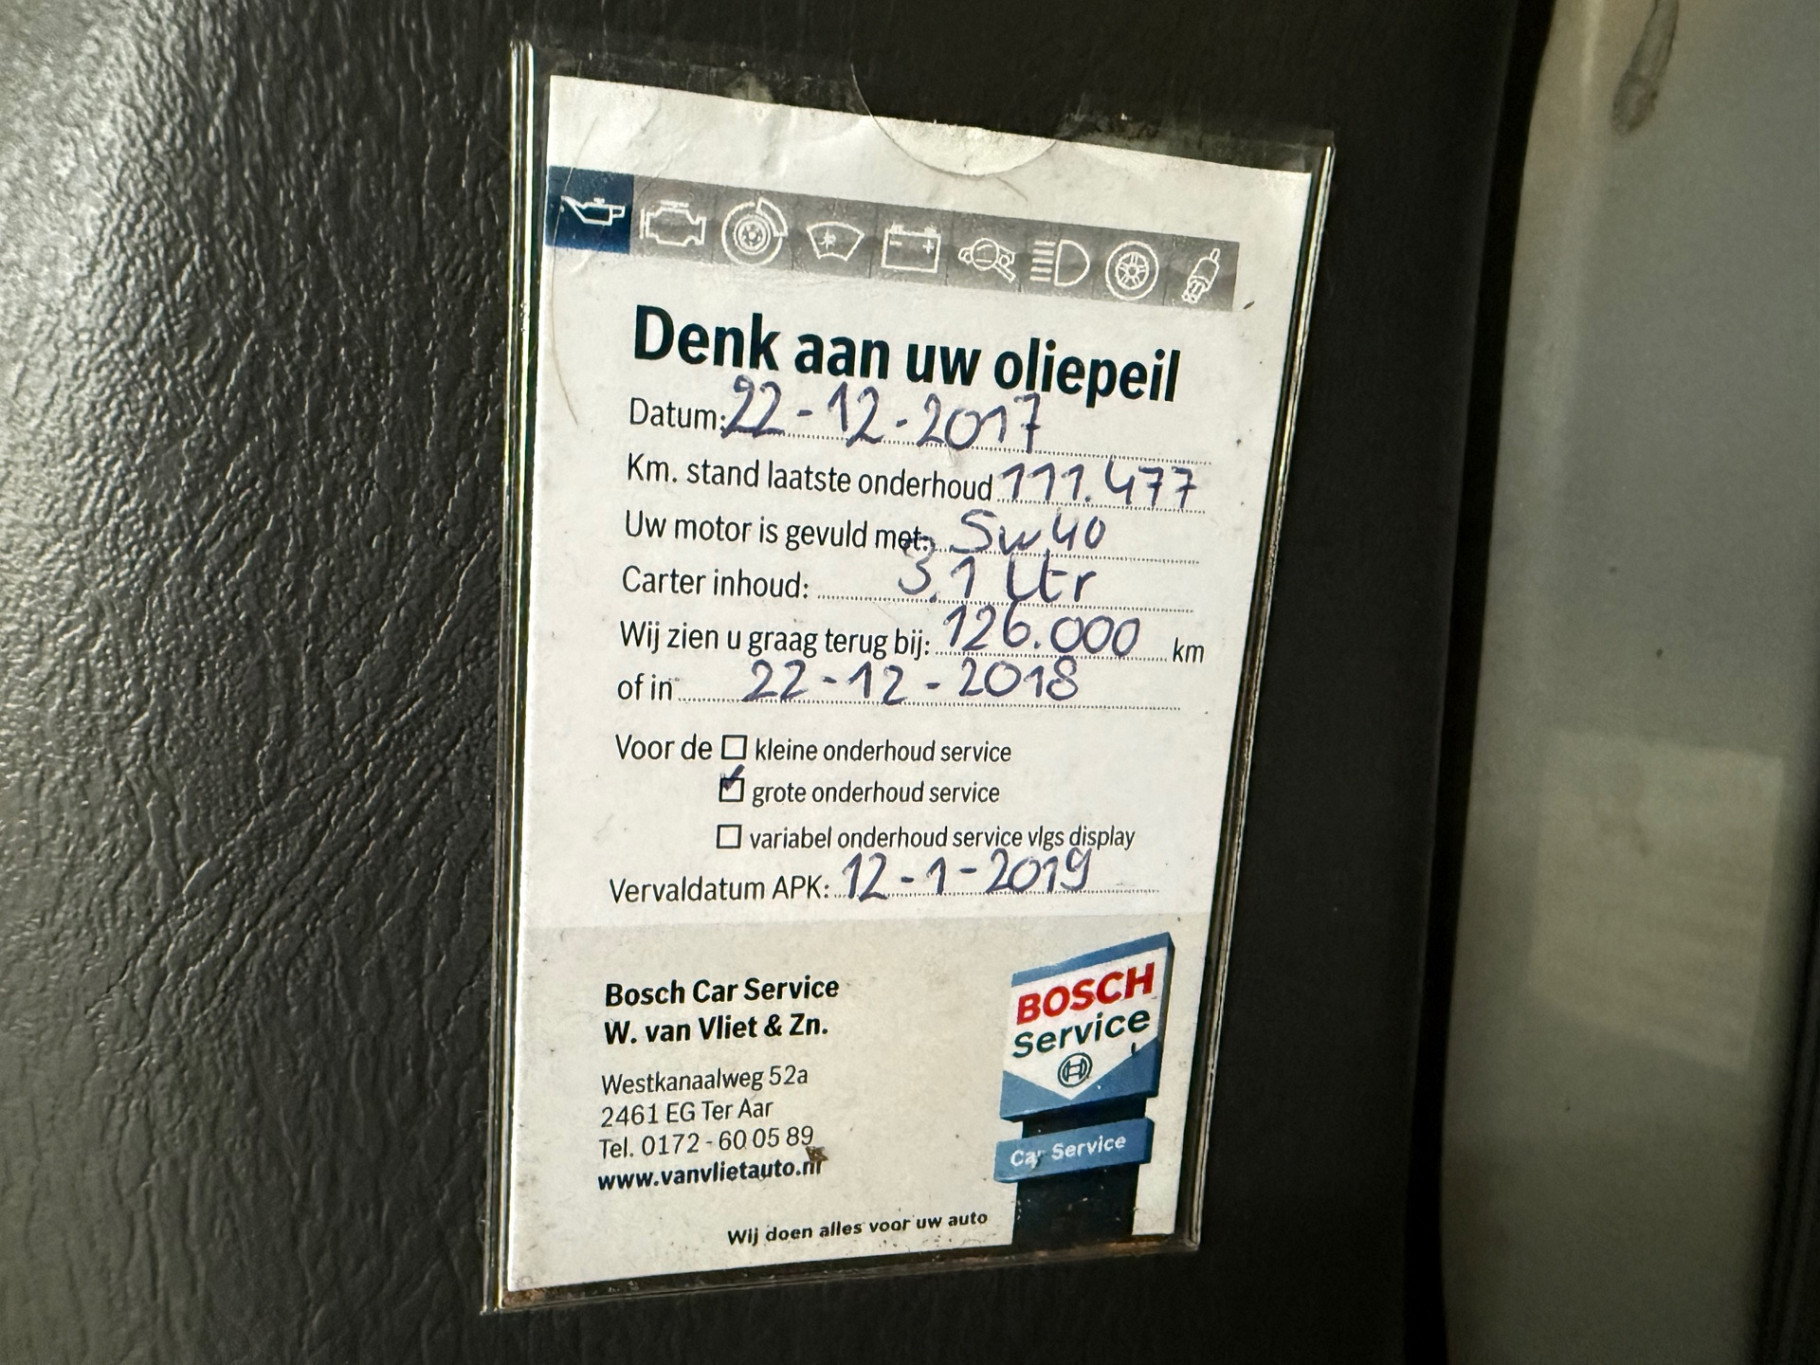 Denk aan uw oliepeil
Datum: 22-12-2017
Km. stand laatste onderhoud 111.477
Uw motor is gevuld met: 5w40
Carter inhoud: 3,1 Ltr
Wij zien u graag terug bij: 126.000 km
of in 22-12-2018
Voor de ☐ kleine onderhoud service
☑ grote onderhoud service
☐ variabel onderhoud service vlgs display
Vervaldatum APK: 12-1-2019
Bosch Car Service
W. van Vliet & Zn.
Westkanaalweg 52a
2461 EG Ter Aar
Tel. 0172 - 60 05 89
www.vanvlietauto.nl
Wij doen alles voor uw auto
BOSCH
Service
Car Service